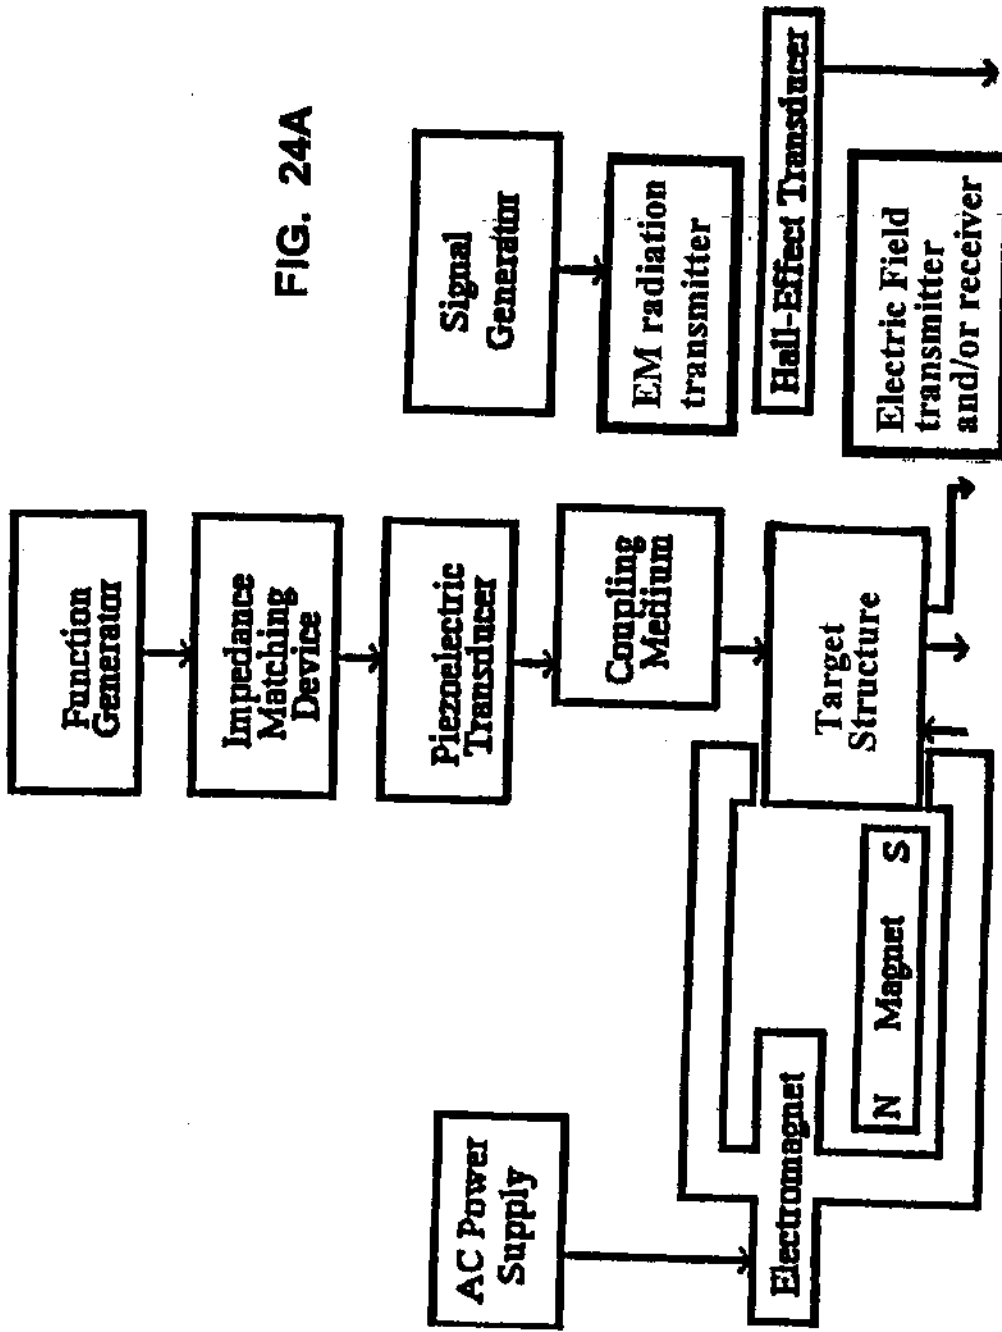 FIG. 24A
Function
Generator
Impedance
Matching
Device
Piezoelectric
Transducer
Coupling
Medium
Target
Structure
AC Power
Supply
Electromagnet
N Magnet S
Signal
Generator
EM radiation
transmitter
Hall-Effect Transducer
Electric Field
transmitter
and/or receiver